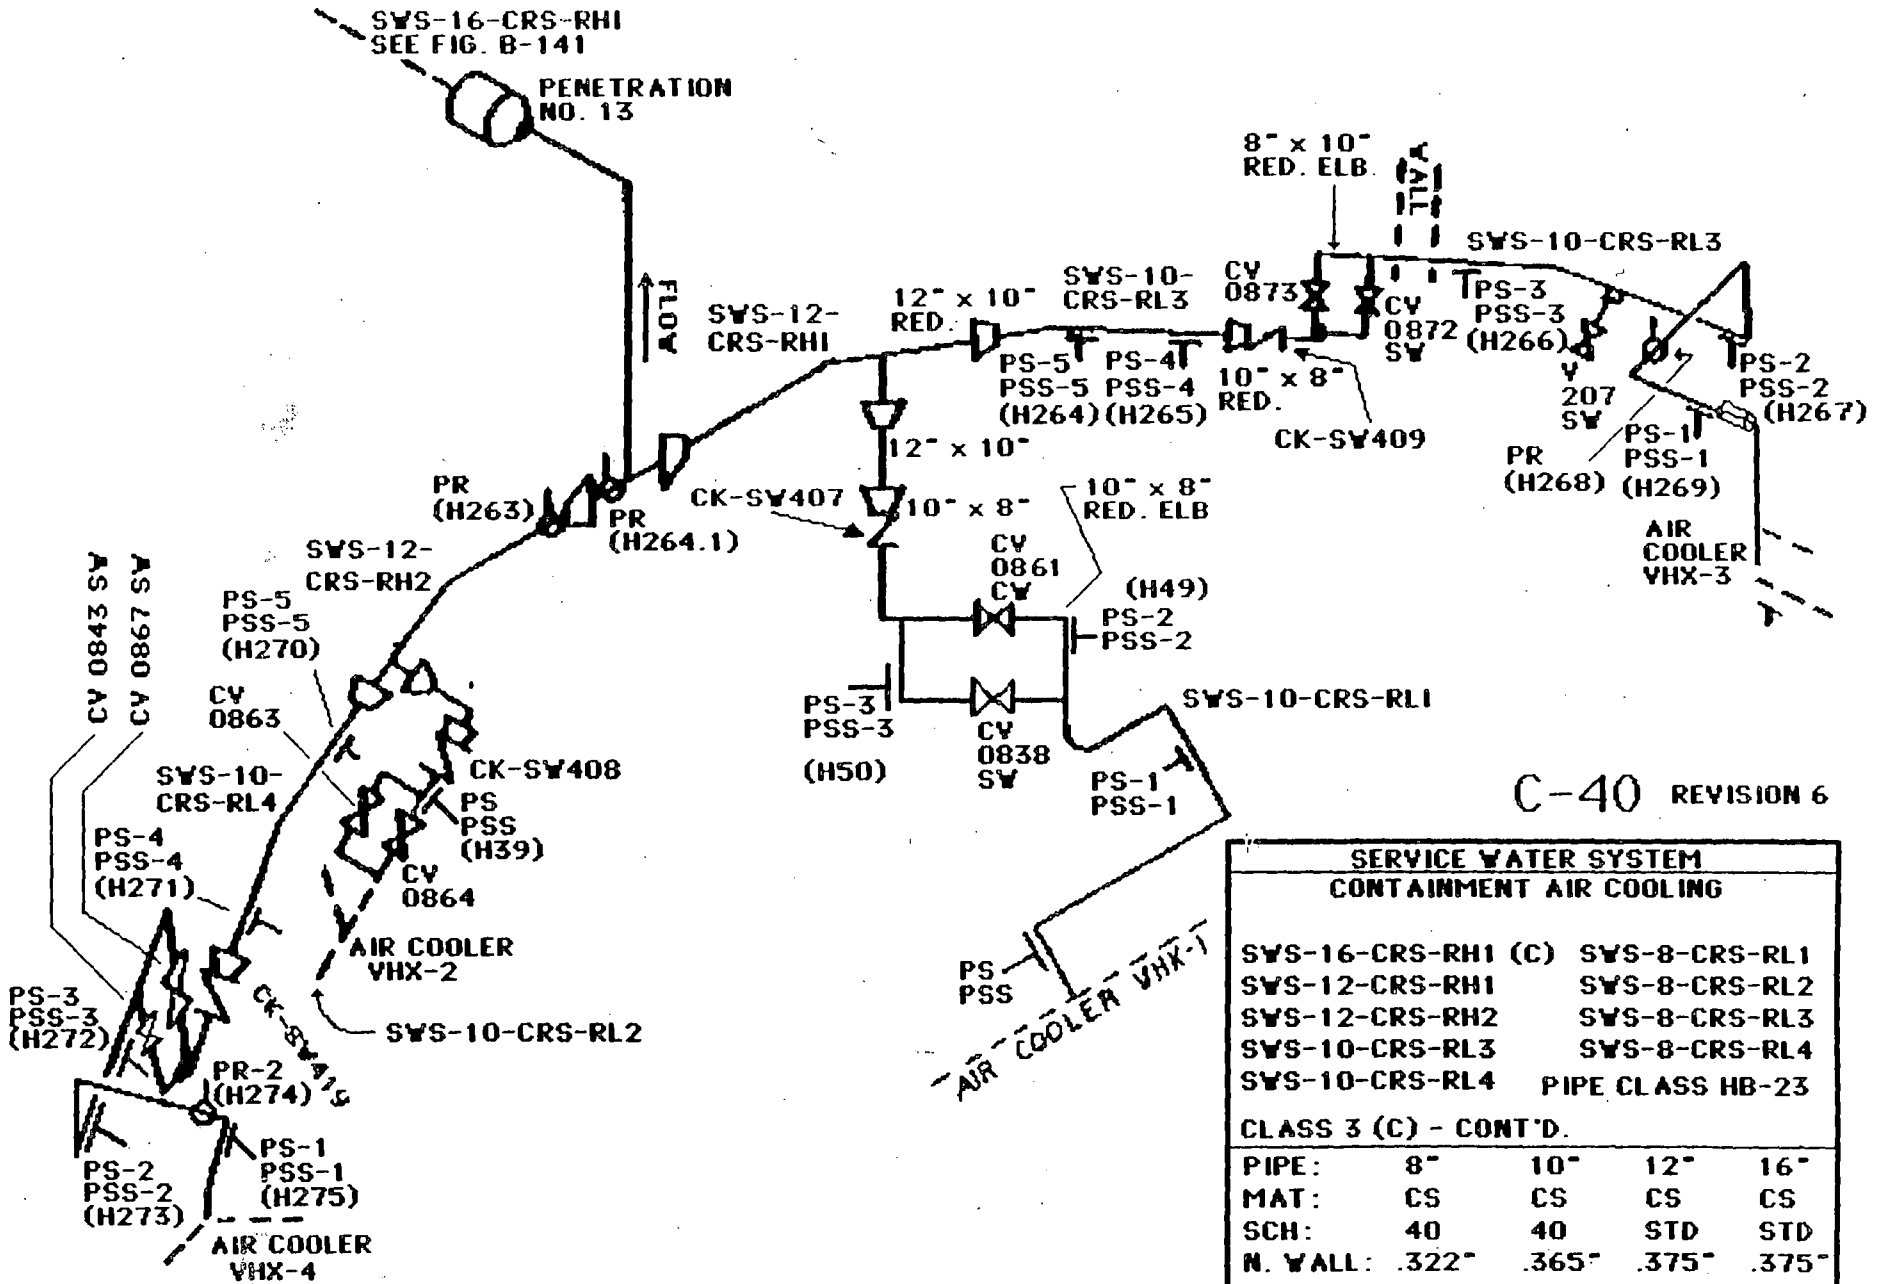 SWS-16-CRS-RH1
SEE FIG. B-141
PENETRATION
NO. 13
FLOW
SWS-12-
CRS-RH1
12" x 10"
RED.
SWS-10-
CRS-RL3
8" x 10"
RED. ELB.
WALL
SWS-10-CRS-RL3
CV
0873
CV
0872
SW
PS-3
PSS-3
(H266)
V
207
SW
PS-2
PSS-2
(H267)
PS-5
PSS-5
(H264)
PS-4
PSS-4
(H265)
10" x 8"
RED.
CK-SW409
PR
(H268)
PS-1
PSS-1
(H269)
AIR
COOLER
VHX-3
12" x 10"
CK-SW407
10" x 8"
10" x 8"
RED. ELB
PR
(H263)
PR
(H264.1)
SWS-12-
CRS-RH2
CV
0861
CW
(H49)
PS-2
PSS-2
PS-3
PSS-3
(H50)
CV
0838
SW
SWS-10-CRS-RL1
PS-1
PSS-1
PS
PSS
AIR COOLER VHX-1
CV 0843 SW
CV 0867 SW
PS-5
PSS-5
(H270)
CV
0863
SWS-10-
CRS-RL4
CK-SW408
PS
PSS
(H39)
CV
0864
PS-4
PSS-4
(H271)
AIR COOLER
VHX-2
SWS-10-CRS-RL2
PS-3
PSS-3
(H272)
PR-2
(H274)
PS-2
PSS-2
(H273)
PS-1
PSS-1
(H275)
AIR COOLER
VHX-4
C-40 REVISION 6
SERVICE WATER SYSTEM
CONTAINMENT AIR COOLING
SWS-16-CRS-RH1 (C) SWS-8-CRS-RL1
SWS-12-CRS-RH1 SWS-8-CRS-RL2
SWS-12-CRS-RH2 SWS-8-CRS-RL3
SWS-10-CRS-RL3 SWS-8-CRS-RL4
SWS-10-CRS-RL4 PIPE CLASS HB-23
CLASS 3 (C) - CONT'D.
PIPE: 8" 10" 12" 16"
MAT: CS CS CS CS
SCH: 40 40 STD STD
N. WALL: .322" .365" .375" .375"